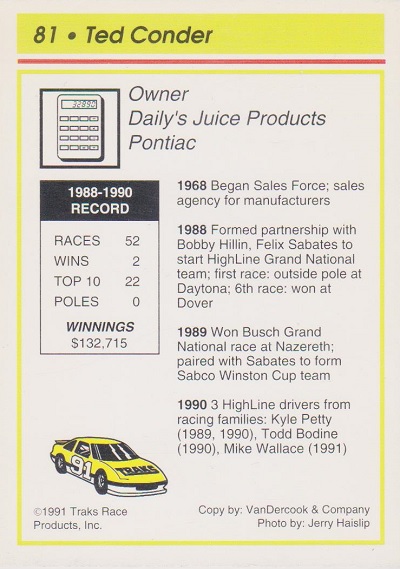 81 • Ted Conder
32890
Owner
Daily's Juice Products
Pontiac
1988-1990
RECORD
RACES 52
WINS 2
TOP 10 22
POLES 0
WINNINGS
$132,715
1968 Began Sales Force; sales
agency for manufacturers
1988 Formed partnership with
Bobby Hillin, Felix Sabates to
start HighLine Grand National
team; first race: outside pole at
Daytona; 6th race: won at
Dover
1989 Won Busch Grand
National race at Nazereth;
paired with Sabates to form
Sabco Winston Cup team
1990 3 HighLine drivers from
racing families: Kyle Petty
(1989, 1990), Todd Bodine
(1990), Mike Wallace (1991)
91
TRAKS
©1991 Traks Race
Products, Inc.
Copy by: VanDercook & Company
Photo by: Jerry Haislip